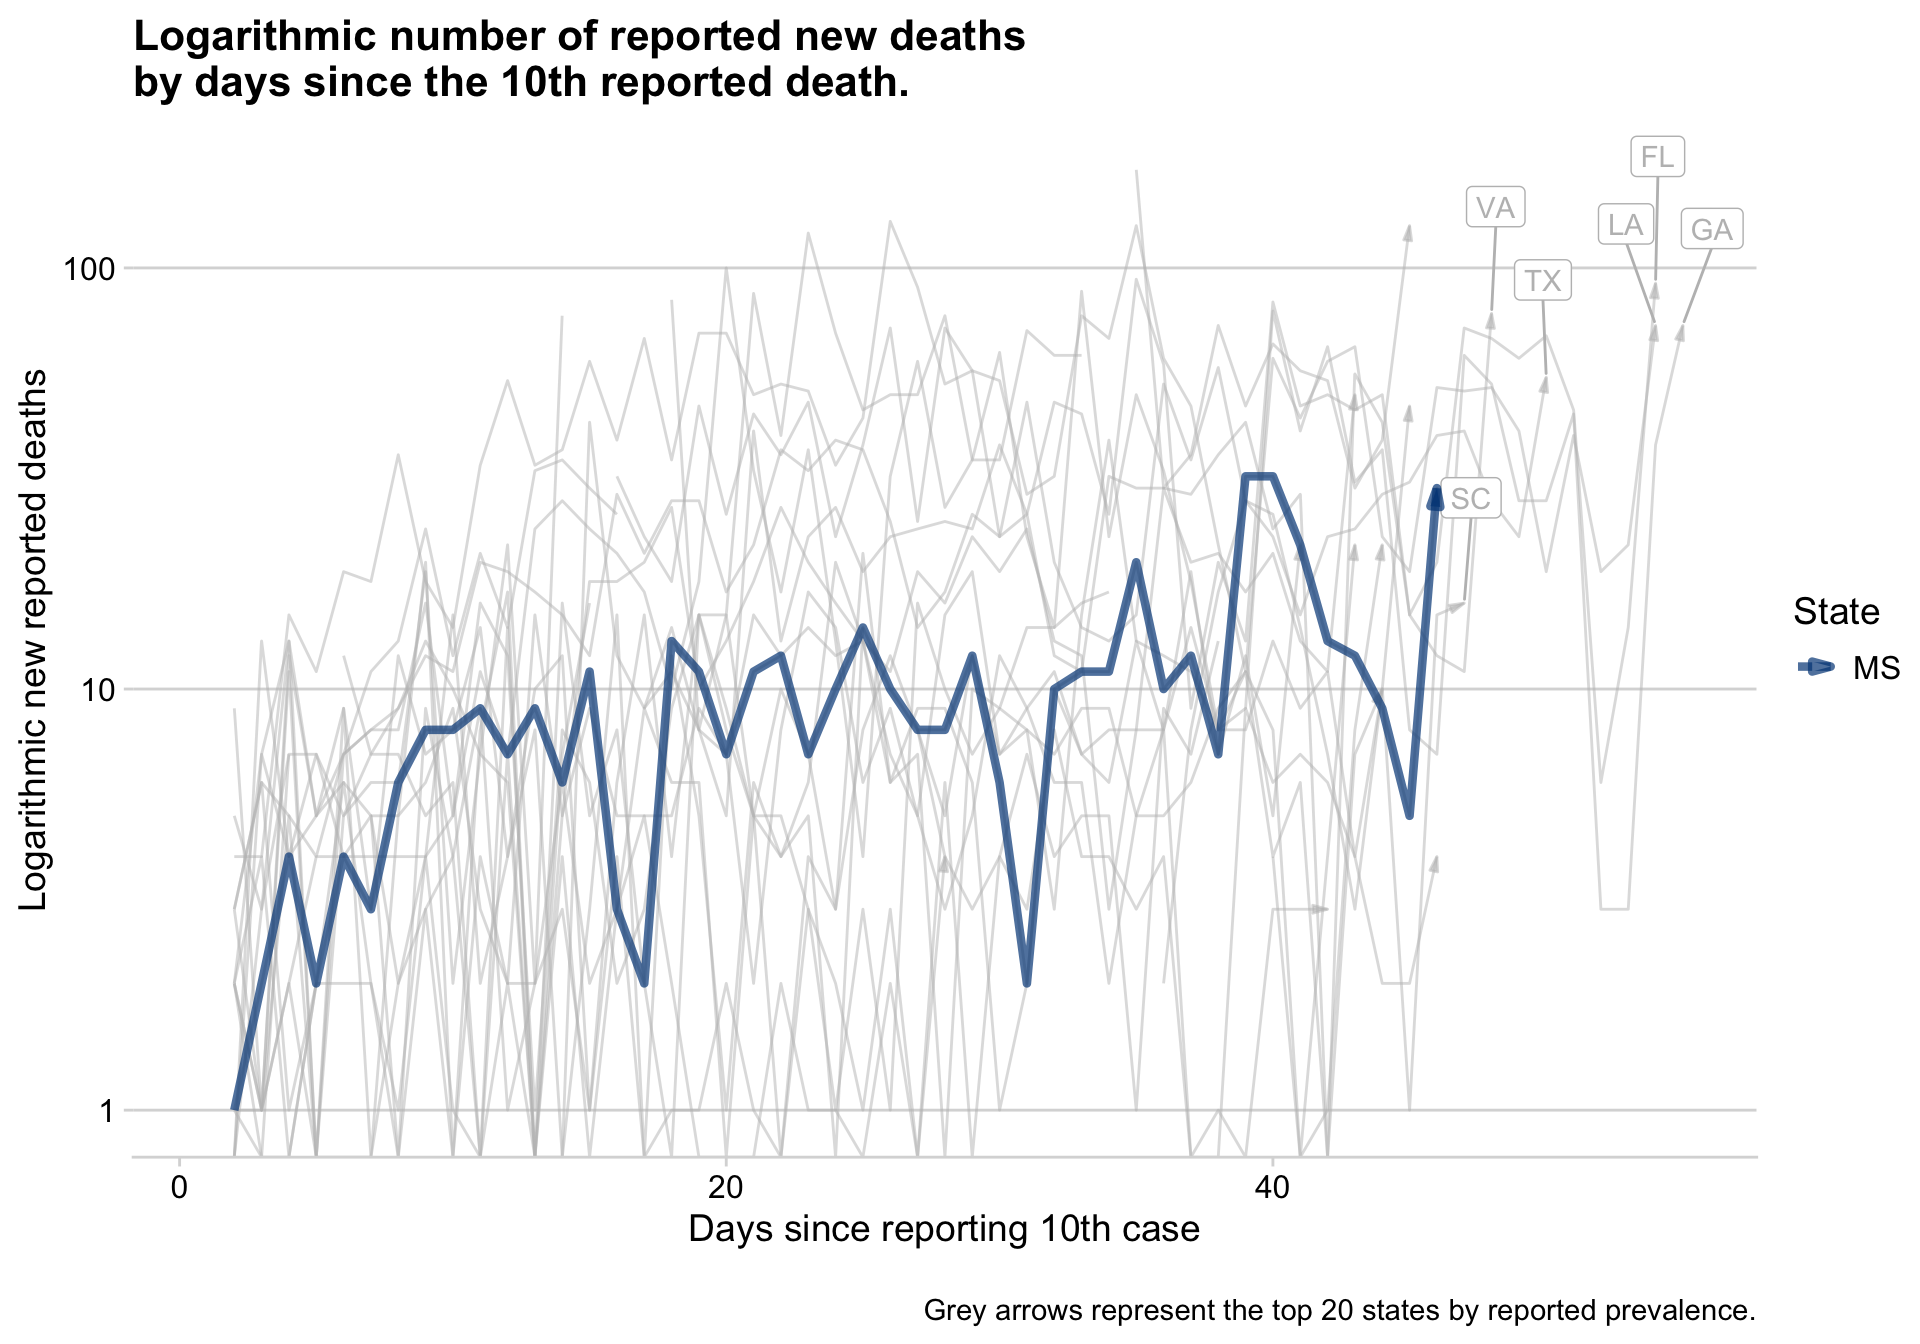 Logarithmic number of reported new deaths
by days since the 10th reported death.
FL
VA
LA
GA
100
TX
SC
10
1
Logarithmic new reported deaths
State
MS
0
20
40
Days since reporting 10th case
Grey arrows represent the top 20 states by reported prevalence.